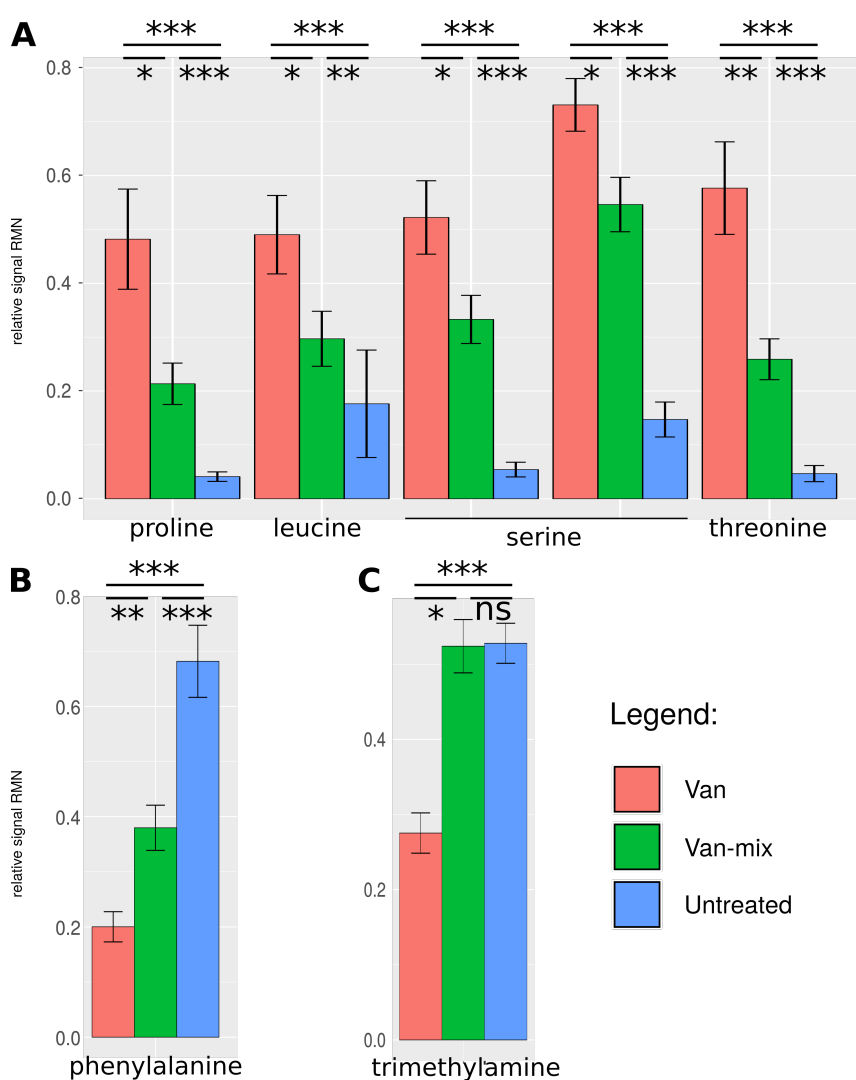 A
*** *** *** *** ***
* *** * ** * *** * *** ** ***
0.8
0.6
0.4
0.2
0.0
relative signal RMN
proline leucine serine threonine
B
***
** ***
0.8
0.6
0.4
0.2
0.0
relative signal RMN
phenylalanine
C
***
* ns
0.4
0.2
0.0
trimethylamine
Legend:
Van
Van-mix
Untreated